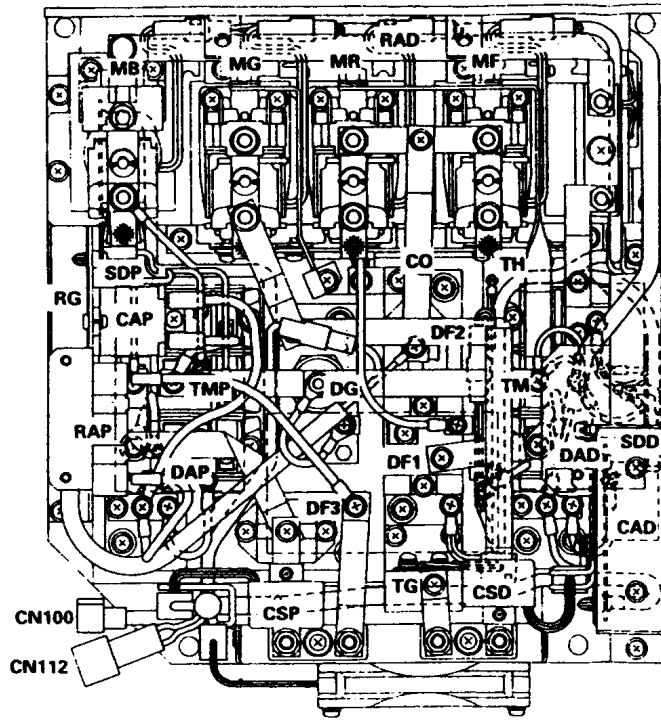 RAD
MB
MG
MR
MF
SDP
CO
TH
RG
CAP
DF2
TMP
DG
TM
RAP
DF1
SDD
DAP
DAD
DF3
CAD
TG
CSD
CSP
CN100
CN112